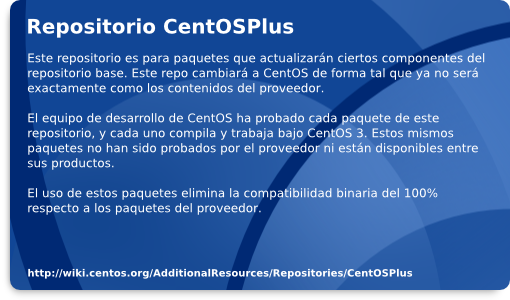 Repositorio CentOSPlus
Este repositorio es para paquetes que actualizarán ciertos componentes del
repositorio base. Este repo cambiará a CentOS de forma tal que ya no será
exactamente como los contenidos del proveedor.
El equipo de desarrollo de CentOS ha probado cada paquete de este
repositorio, y cada uno compila y trabaja bajo CentOS 3. Estos mismos
paquetes no han sido probados por el proveedor ni están disponibles entre
sus productos.
El uso de estos paquetes elimina la compatibilidad binaria del 100%
respecto a los paquetes del proveedor.
http://wiki.centos.org/AdditionalResources/Repositories/CentOSPlus